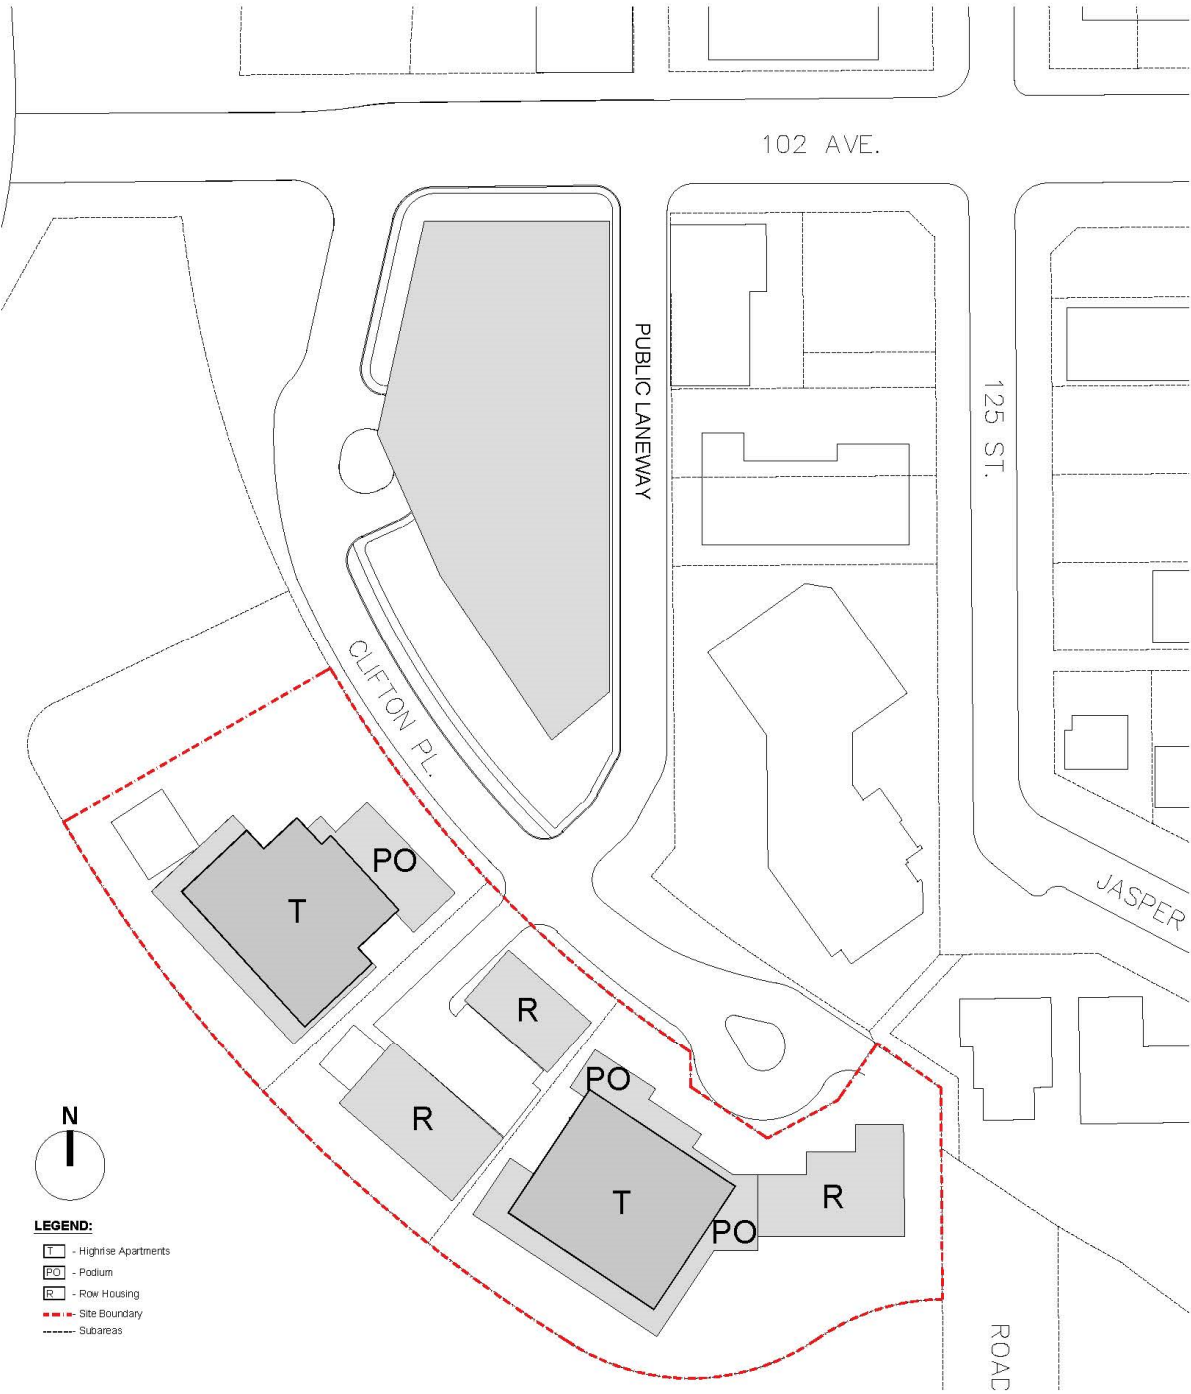 102 AVE.
PUBLIC LANEWAY
125 ST.
CLIFTON PL.
JASPER
PO
T
R
PO
R
T
R
PO
N
LEGEND:
T - Highrise Apartments
PO - Podium
R - Row Housing
- Site Boundary
- Subareas
ROAD